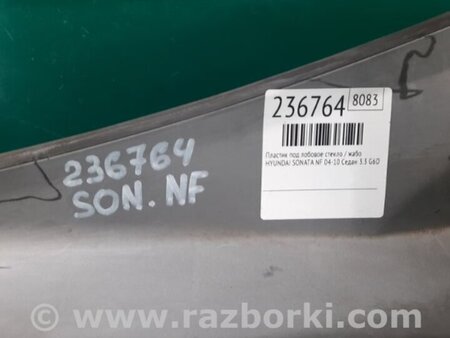 236764 8083
Пластик под лобовое стекло / жабо
HYUNDAI SONATA NF 04-10 Седан 3.3 G6D
236764
SON. NF
www.razborki.com